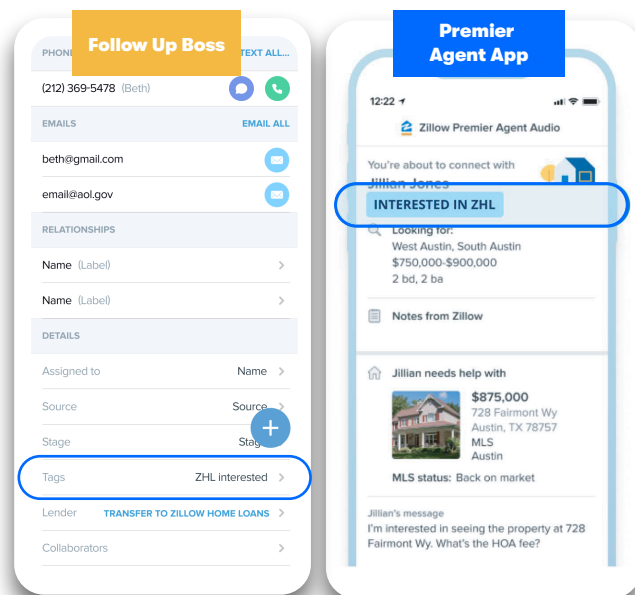 Follow Up Boss
PHON
TEXT ALL...
(212) 369-5478 (Beth)
EMAILS
EMAIL ALL
beth@gmail.com
email@aol.gov
RELATIONSHIPS
Name (Label)
Name (Label)
DETAILS
Assigned to Name
Source Source
Stage Stag
Tags ZHL interested
Lender TRANSFER TO ZILLOW HOME LOANS
Collaborators
Premier
Agent App
12:22
Zillow Premier Agent Audio
You're about to connect with
Jillian Jones
INTERESTED IN ZHL
Looking for:
West Austin, South Austin
$750,000-$900,000
2 bd, 2 ba
Notes from Zillow
Jillian needs help with
$875,000
728 Fairmont Wy
Austin, TX 78757
MLS
Austin
MLS status: Back on market
Jillian's message
I'm interested in seeing the property at 728
Fairmont Wy. What's the HOA fee?